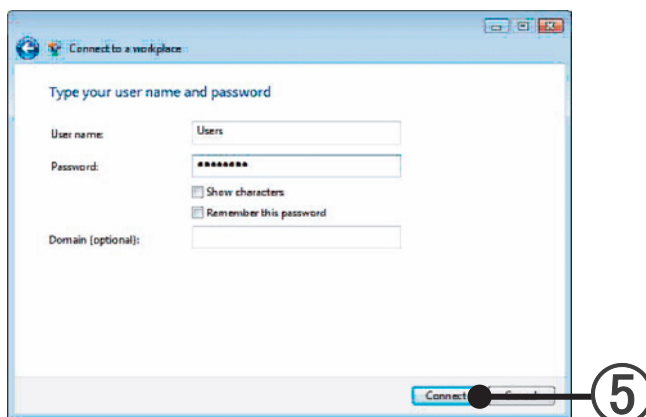 Connect to a workplace
Type your user name and password
User name: Users
Password: ••••••••
Show characters
Remember this password
Domain (optional):
Connect
5